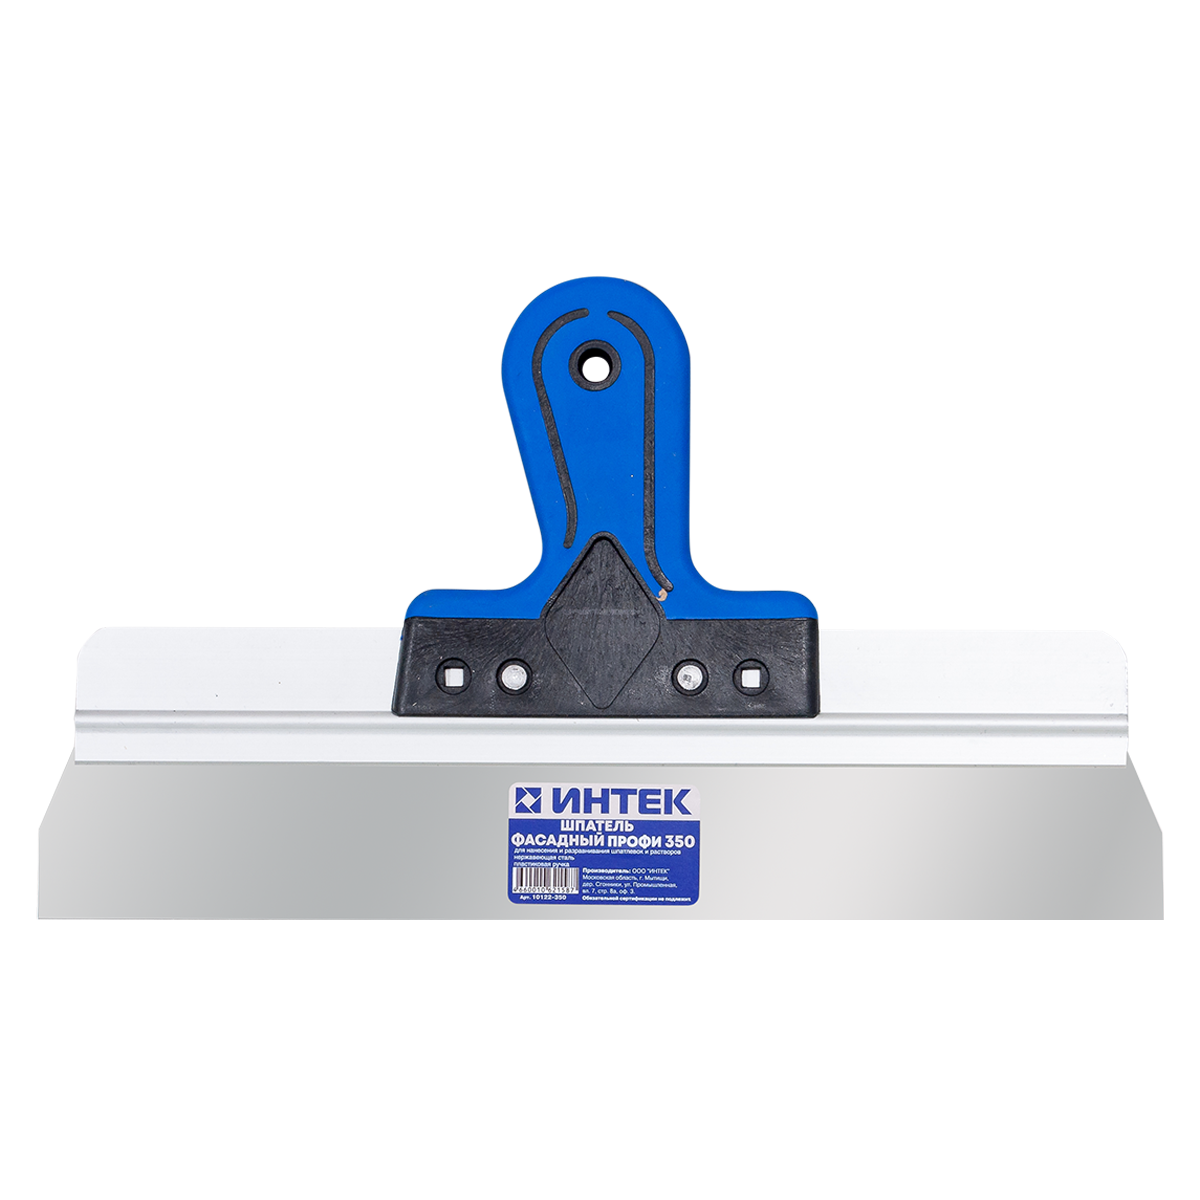 ИНТЕК
ШПАТЕЛЬ
ФАСАДНЫЙ ПРОФИ 350
для нанесения и разравнивания шпатлевок и растворов
нержавеющая сталь
пластиковая ручка
Производитель: ООО "ИНТЕК"
Московская область, г. Мытищи,
дер. Сгонники, ул. Промышленная,
вл. 7, стр. 8а, оф. 3.
Обязательной сертификации не подлежит.
Арт. 10122-350